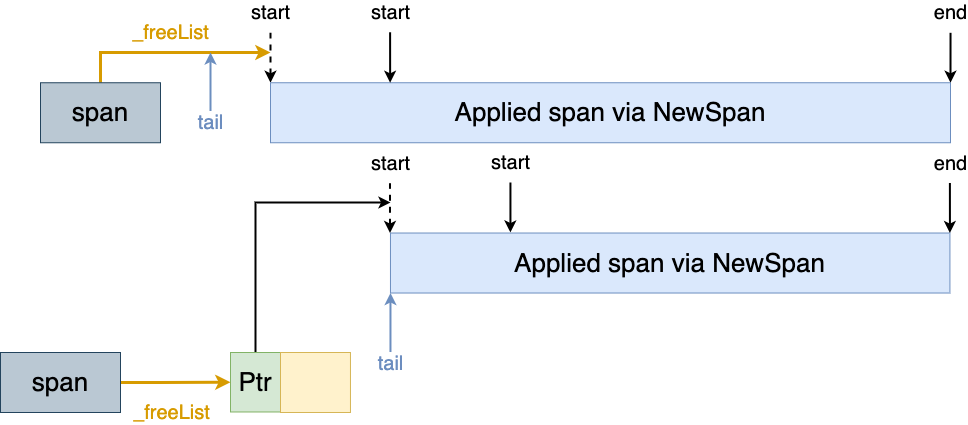 start
start
end
_freeList
span
tail
Applied span via NewSpan
start
start
end
Applied span via NewSpan
tail
span
Ptr
_freeList